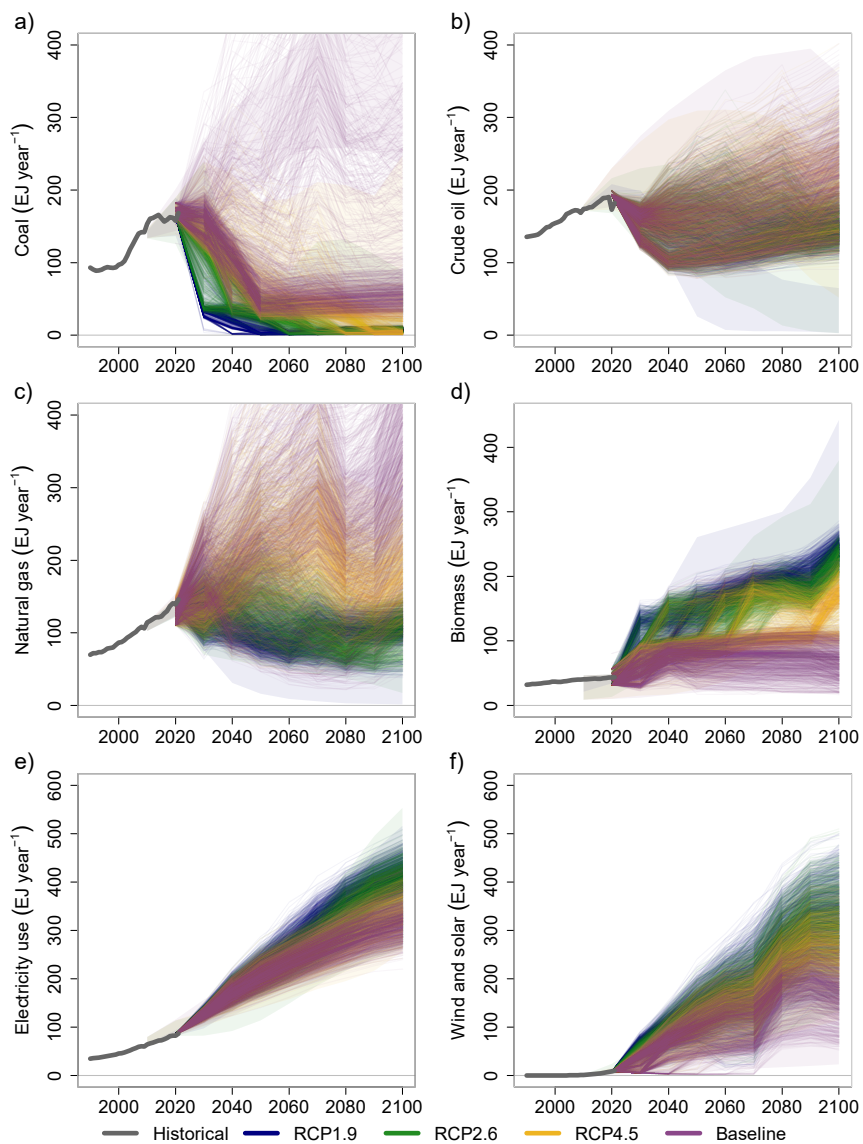 a)
b)
Coal (EJ year⁻¹)
0 100 200 300 400
2000 2020 2040 2060 2080 2100
Crude oil (EJ year⁻¹)
0 100 200 300 400
2000 2020 2040 2060 2080 2100
c)
d)
Natural gas (EJ year⁻¹)
0 100 200 300 400
2000 2020 2040 2060 2080 2100
Biomass (EJ year⁻¹)
0 100 200 300 400
2000 2020 2040 2060 2080 2100
e)
f)
Electricity use (EJ year⁻¹)
0 100 200 300 400 500 600
2000 2020 2040 2060 2080 2100
Wind and solar (EJ year⁻¹)
0 100 200 300 400 500 600
2000 2020 2040 2060 2080 2100
Historical RCP1.9 RCP2.6 RCP4.5 Baseline